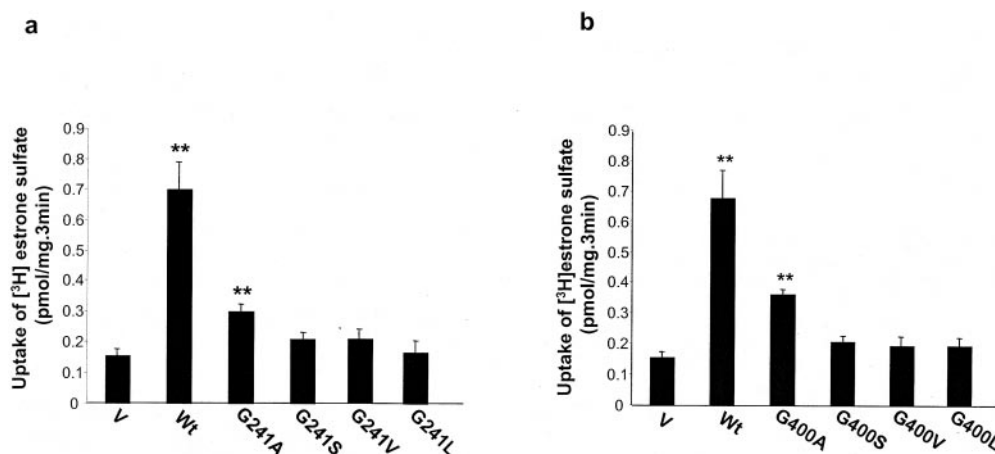 a
Uptake of [³H] estrone sulfate
(pmol/mg.3min)
0.9
0.8
0.7
0.6
0.5
0.4
0.3
0.2
0.1
0
**
**
V
Wt
G241A
G241S
G241V
G241L
b
Uptake of [³H]estrone sulfate
(pmol/mg.3min)
0.9
0.8
0.7
0.6
0.5
0.4
0.3
0.2
0.1
0
**
**
V
Wt
G400A
G400S
G400V
G400L